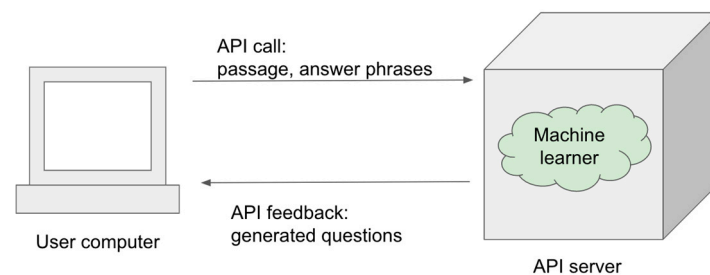 API call:
passage, answer phrases
Machine
learner
API feedback:
generated questions
User computer
API server